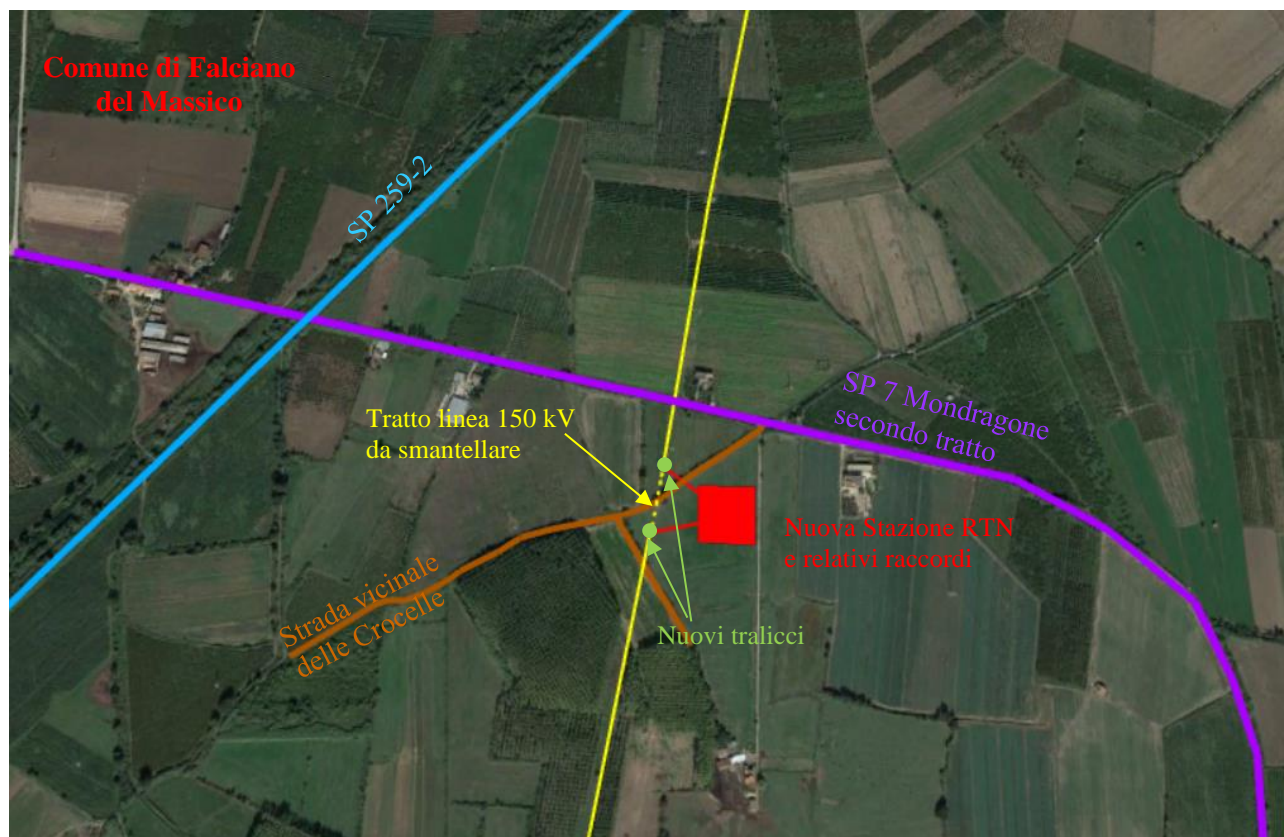 Comune di Falciano
del Massico
SP 259-2
SP 7 Mondragone
secondo tratto
Tratto linea 150 kV
da smantellare
Nuova Stazione RTN
e relativi raccordi
Strada vicinale
delle Crocelle
Nuovi tralicci